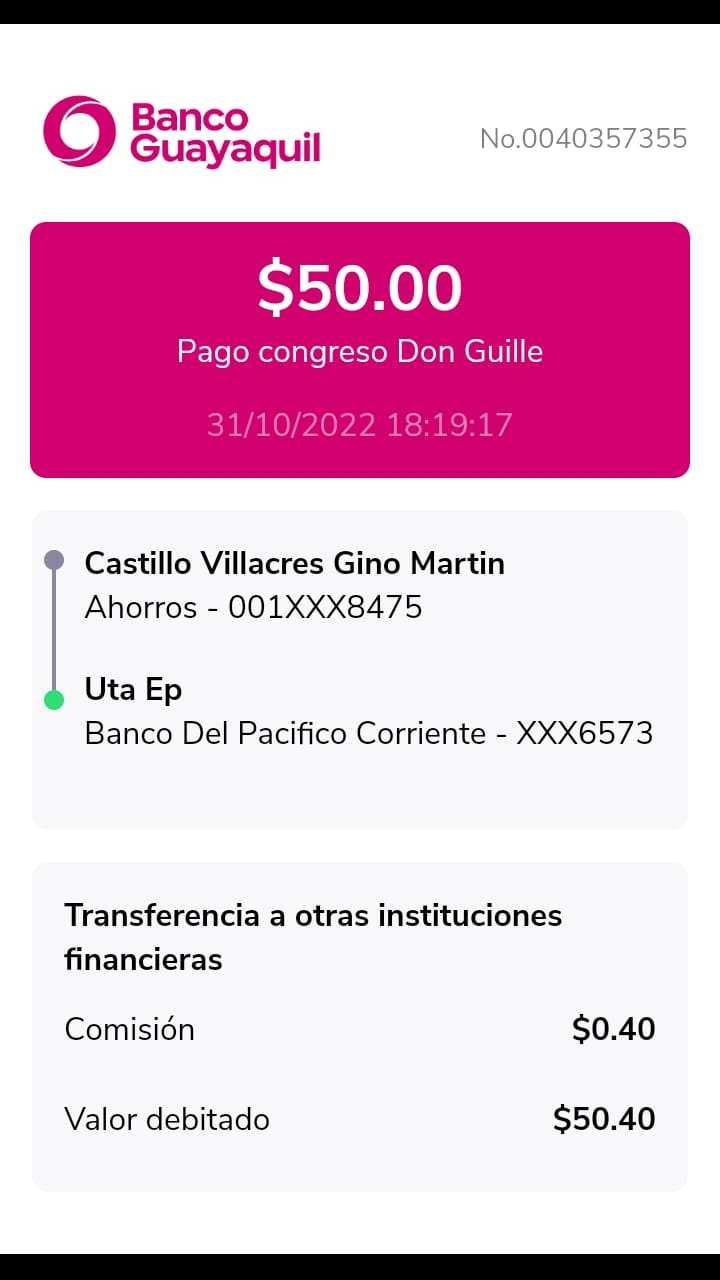 Banco
Guayaquil
No.0040357355
$50.00
Pago congreso Don Guille
31/10/2022 18:19:17
Castillo Villacres Gino Martin
Ahorros - 001XXX8475
Uta Ep
Banco Del Pacifico Corriente - XXX6573
Transferencia a otras instituciones
financieras
Comisión $0.40
Valor debitado $50.40